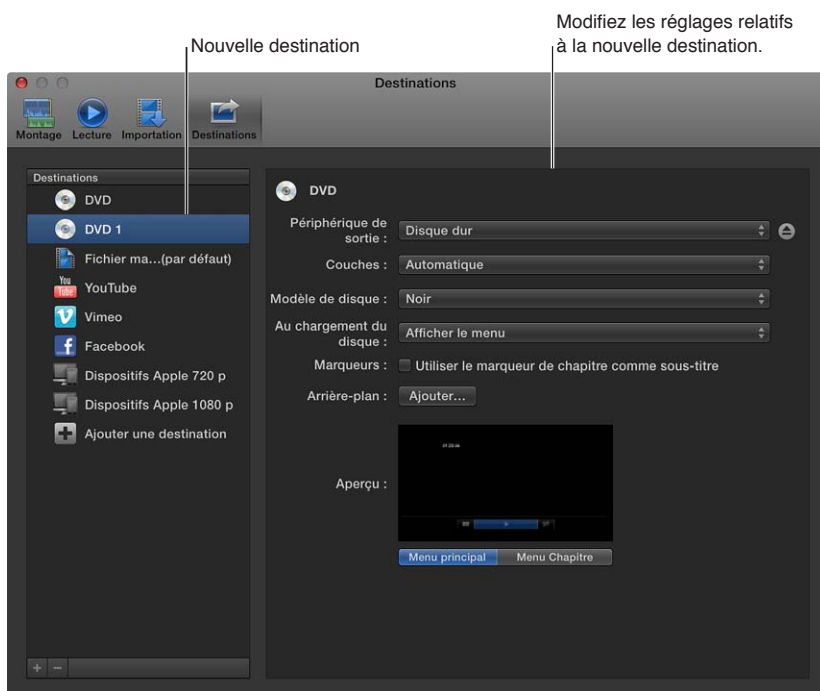 Nouvelle destination
Modifiez les réglages relatifs
à la nouvelle destination.
Destinations
Montage
Lecture
Importation
Destinations
Destinations
DVD
DVD 1
Fichier ma...(par défaut)
You
Tube
YouTube
Vimeo
Facebook
Dispositifs Apple 720 p
Dispositifs Apple 1080 p
Ajouter une destination
DVD
Périphérique de
sortie :
Disque dur
Couches :
Automatique
Modèle de disque :
Noir
Au chargement du
disque :
Afficher le menu
Marqueurs :
Utiliser le marqueur de chapitre comme sous-titre
Arrière-plan :
Ajouter...
Aperçu :
Menu principal
Menu Chapitre